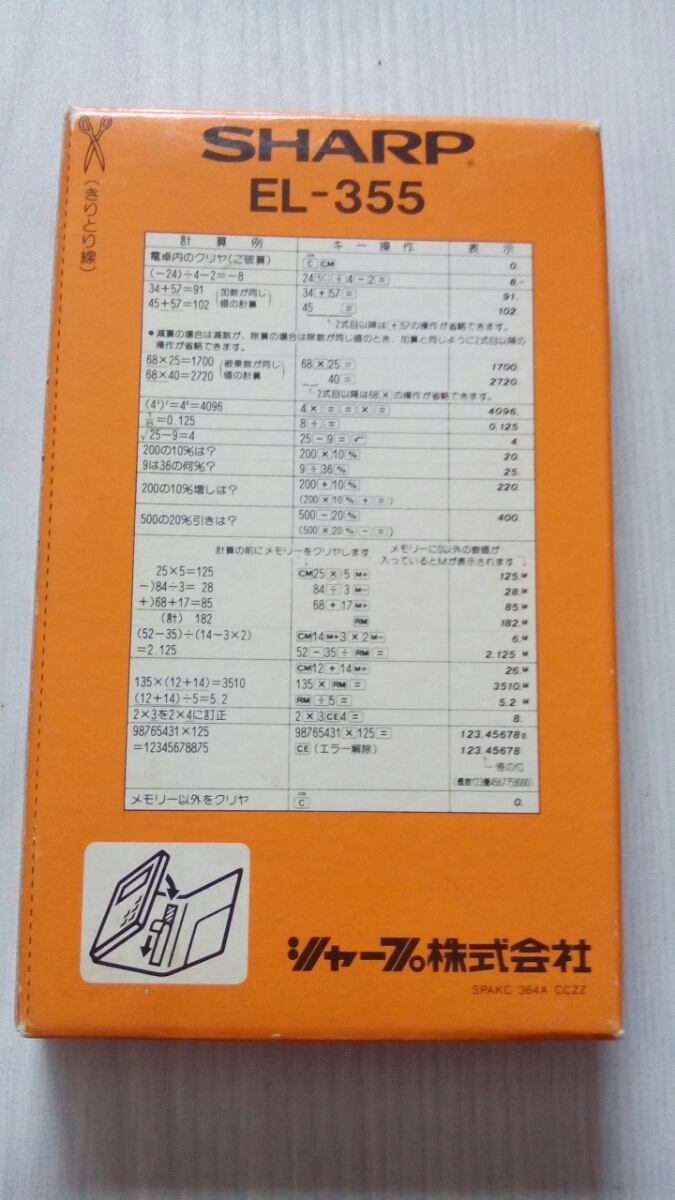 SHARP
EL-355
(きりとり線)
計算例 キー操作 表示
電卓内のクリヤ(ご破算) ON C CM 0.
(−24)÷4−2=−8 24 +/− ÷ 4 − 2 = 8.−
34+57=91 (加数が同じ 34 + 57 = 91.
45+57=102 値の計算) 45 = 102.
2式目以降は + 57の操作が省略できます。
●減算の場合は減数が、除算の場合は除数が同じ値のとき、加算と同じように2式目以降の
操作が省略できます。
68×25=1700 (被乗数が同じ 68 × 25 = 1700.
68×40=2720 値の計算) 40 = 2720.
2式目以降は68 × の操作が省略できます。
4 × = = × = 4096.
1/8=0.125 8 ÷ = 0.125
√25−9=4 25 − 9 = √ 4.
200の10%は? 200 × 10 % 20.
9は36の何%? 9 ÷ 36 % 25.
200の10%増しは? 200 + 10 % 220.
(200 × 10 % + =)
500の20%引きは? 500 − 20 % 400.
(500 × 20 % − =)
計算の前にメモリーをクリヤします メモリーに0以外の数値が
入っているとMが表示されます
25×5=125 CM 25 × 5 M+ 125.M
−)84÷3= 28 84 ÷ 3 M− 28.M
+)68+17=85 68 + 17 M+ 85.M
(計) 182 RM 182.M
(52−35)÷(14−3×2) CM 14 M+ 3 × 2 M− 6.M
=2.125 52 − 35 ÷ RM = 2.125 M
CM 12 + 14 M+ 26.M
135×(12+14)=3510 135 × RM = 3510.M
(12+14)÷5=5.2 RM ÷ 5 = 5.2 M
2×3を2×4に訂正 2 × 3 CE 4 = 8.
98765431×125 98765431 × 125 = 123.45678E
=12345678875 CE (エラー解除) 123.45678
億の位
メモリー以外をクリヤ ON C 0.
シャープ株式会社
SPAKC 364A CCZZ